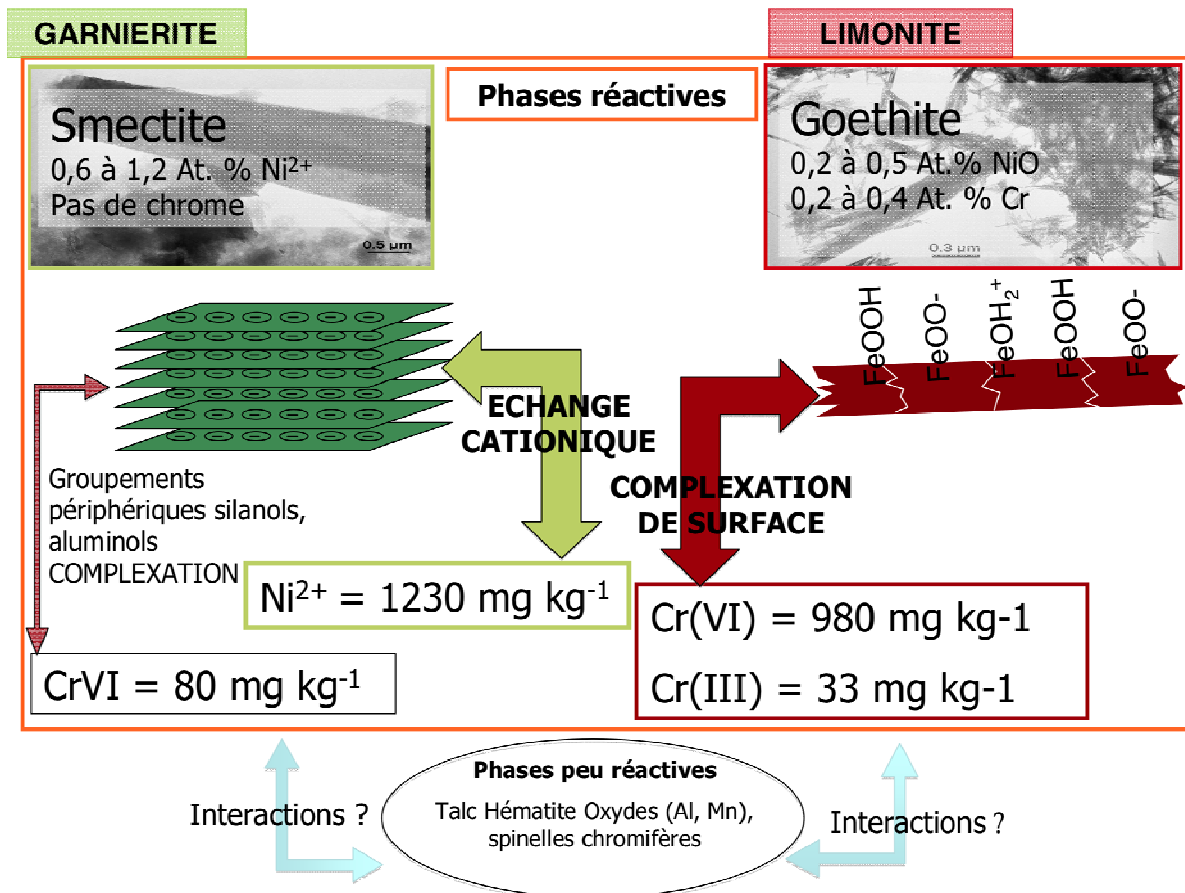 GARNIERITE
LIMONITE
Phases réactives
Smectite
0,6 à 1,2 At. % Ni²⁺
Pas de chrome
0.5 µm
Goethite
0,2 à 0,5 At.% NiO
0,2 à 0,4 At. % Cr
0.3 µm
FeOOH
FeOO-
FeOH₂⁺
FeOOH
FeOO-
ECHANGE
CATIONIQUE
COMPLEXATION
DE SURFACE
Groupements
périphériques silanols,
aluminols
COMPLEXATION
Ni²⁺ = 1230 mg kg⁻¹
CrVI = 80 mg kg⁻¹
Cr(VI) = 980 mg kg-1
Cr(III) = 33 mg kg-1
Phases peu réactives
Talc Hématite Oxydes (Al, Mn),
spinelles chromifères
Interactions ?
Interactions ?